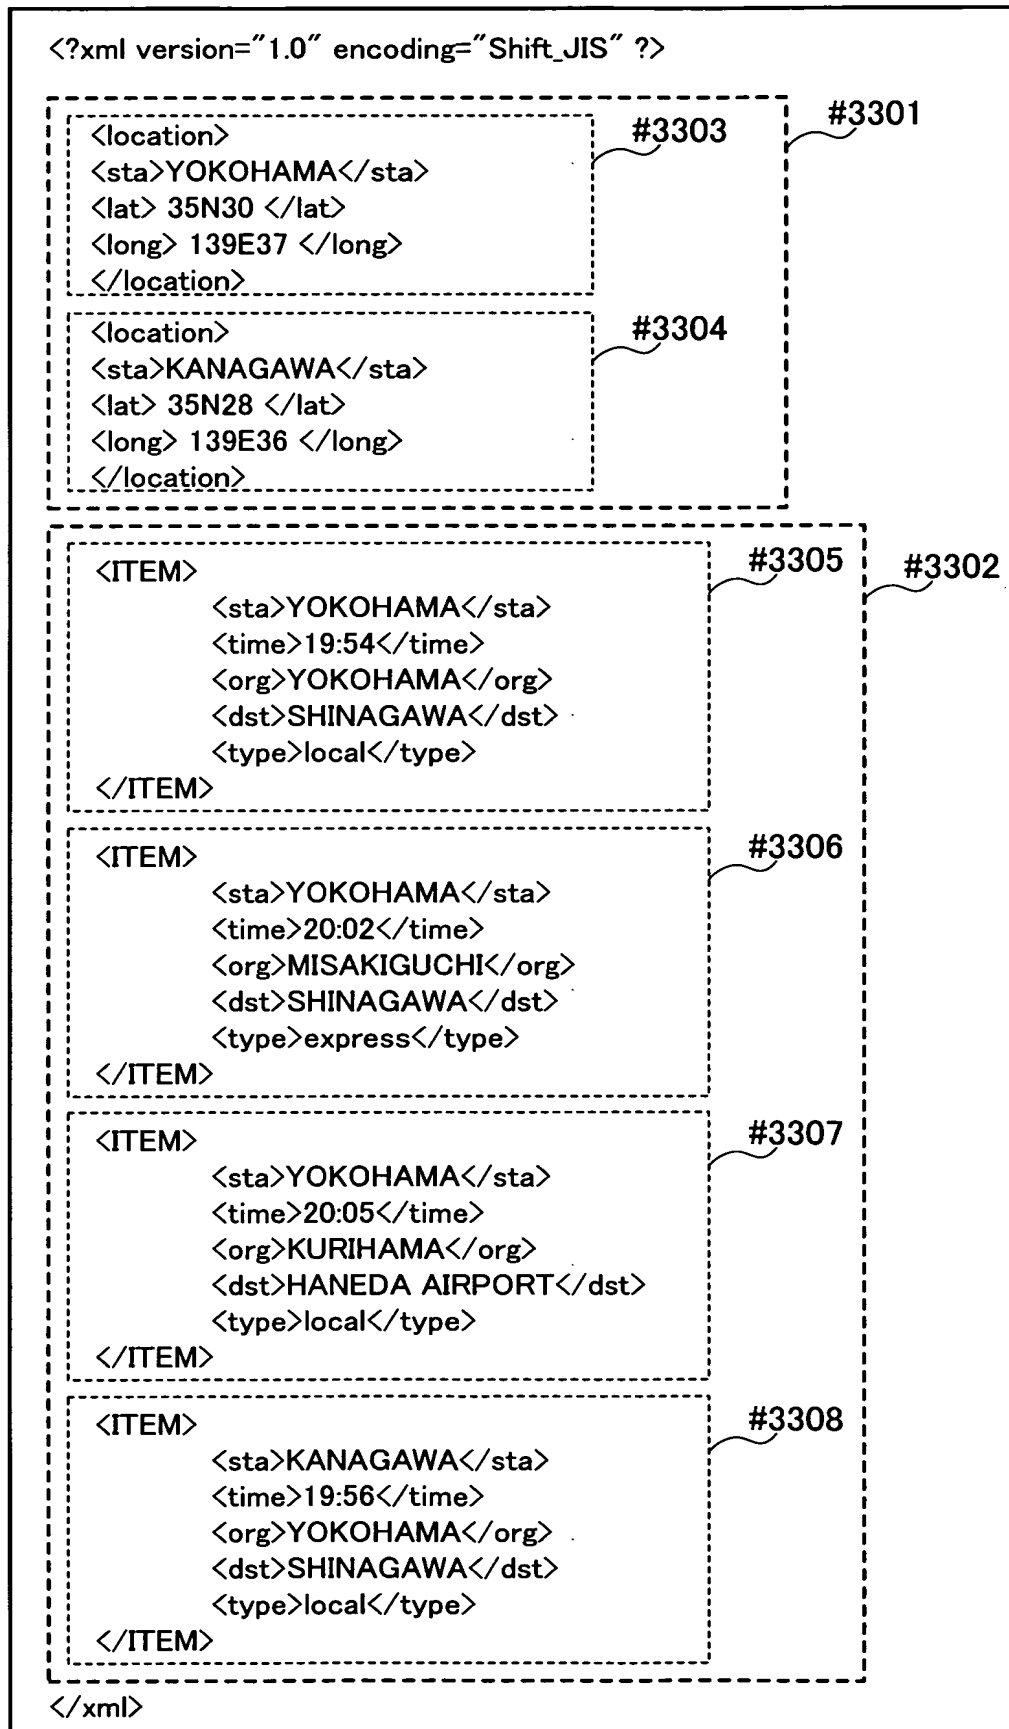 <?xml version="1.0" encoding="Shift_JIS" ?>
#3301
#3303
<location>
<sta>YOKOHAMA</sta>
<lat> 35N30 </lat>
<long> 139E37 </long>
</location>
#3304
<location>
<sta>KANAGAWA</sta>
<lat> 35N28 </lat>
<long> 139E36 </long>
</location>
#3302
#3305
<ITEM>
<sta>YOKOHAMA</sta>
<time>19:54</time>
<org>YOKOHAMA</org>
<dst>SHINAGAWA</dst>
<type>local</type>
</ITEM>
#3306
<ITEM>
<sta>YOKOHAMA</sta>
<time>20:02</time>
<org>MISAKIGUCHI</org>
<dst>SHINAGAWA</dst>
<type>express</type>
</ITEM>
#3307
<ITEM>
<sta>YOKOHAMA</sta>
<time>20:05</time>
<org>KURIHAMA</org>
<dst>HANEDA AIRPORT</dst>
<type>local</type>
</ITEM>
#3308
<ITEM>
<sta>KANAGAWA</sta>
<time>19:56</time>
<org>YOKOHAMA</org>
<dst>SHINAGAWA</dst>
<type>local</type>
</ITEM>
</xml>